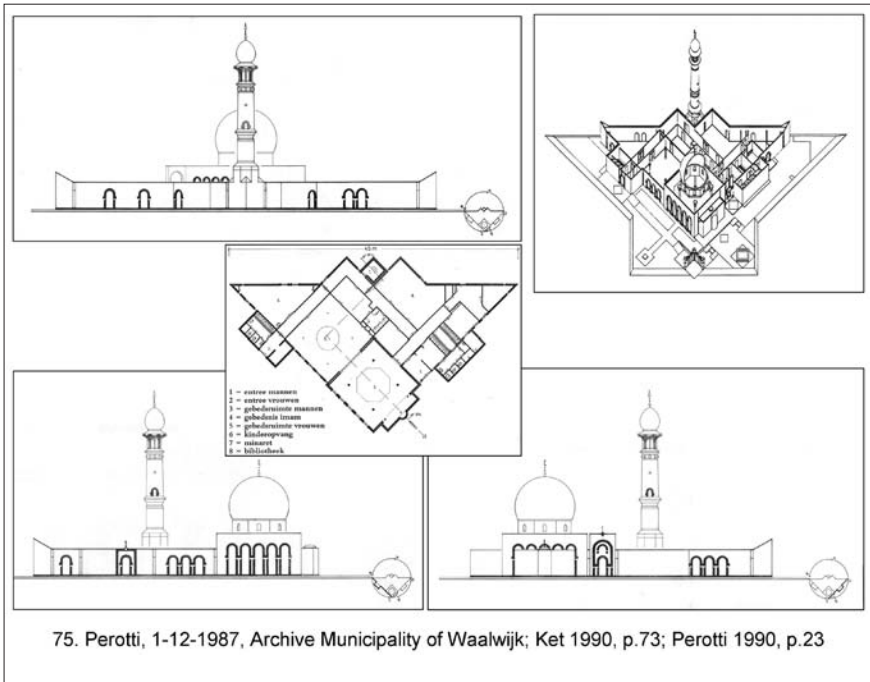 1 = entree mannen
2 = entree vrouwen
3 = gebedsruimte mannen
4 = gebedsnis imam
5 = gebedsruimte vrouwen
6 = kinderopvang
7 = minaret
8 = bibliotheek
75. Perotti, 1-12-1987, Archive Municipality of Waalwijk; Ket 1990, p.73; Perotti 1990, p.23